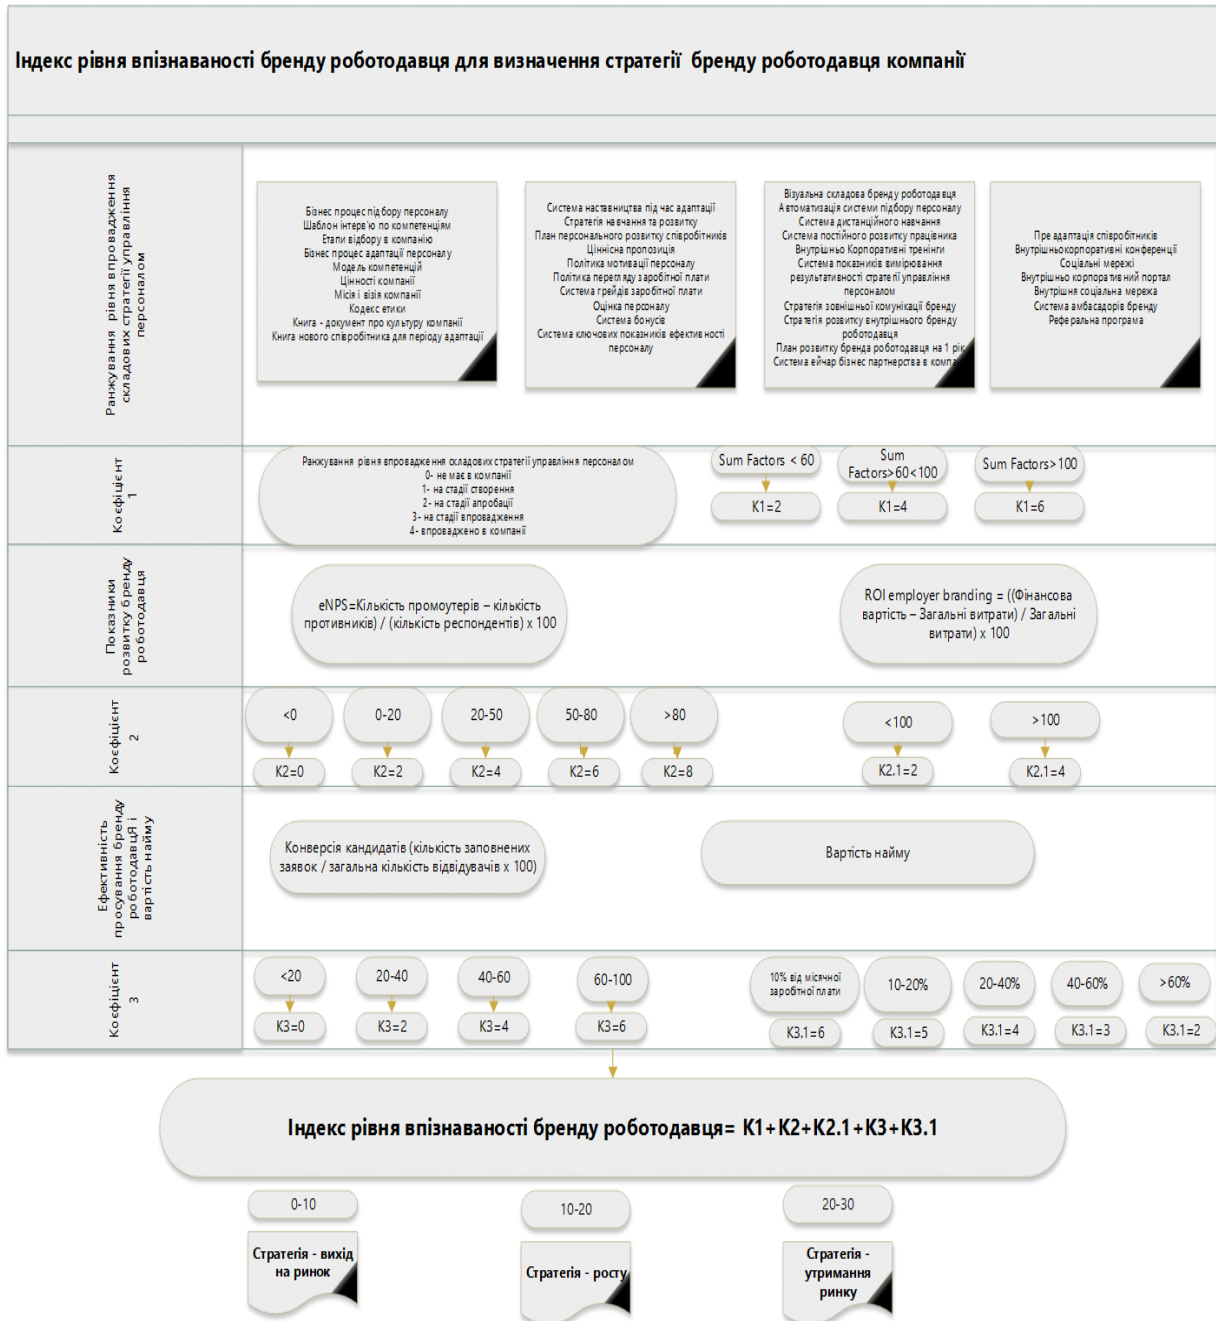 Індекс рівня впізнаваності бренду роботодавця для визначення стратегії бренду роботодавця компанії
Ранжування рівня впровадження
складових стратегії управління
персоналом
Бізнес процес підбору персоналу
Шаблон інтерв'ю по компетенціям
Етапи відбору в компанію
Бізнес процес адаптації персоналу
Модель компетенцій
Цінності компанії
Місія і візія компанії
Кодекс етики
Книга - документ про культуру компанії
Книга нового співробітника для періоду адаптації
Система наставництва під час адаптації
Стратегія навчання та розвитку
План персонального розвитку співробітників
Ціннісна пропозиція
Політика мотивації персоналу
Політика перегляду заробітної плати
Система грейдів заробітної плати
Оцінка персоналу
Система бонусів
Система ключових показників ефективності
персоналу
Візуальна складова бренду роботодавця
Автоматизація системи підбору персоналу
Система дистанційного навчання
Система постійного розвитку працівника
Внутрішньо Корпоративні тренінги
Система показників вимірювання
результативності стратегії управління
персоналом
Стратегія зовнішньої комунікації бренду
Стратегія розвитку внутрішнього бренду
роботодавця
План розвитку бренда роботодавця на 1 рік
Система ейчар бізнес партнерства в
Пре адаптація співробітників
Внутрішньокорпоративні конференції
Соціальні мережі
Внутрішньо корпоративний портал
Внутрішня соціальна мережа
Система амбасадорів бренду
Реферальна програма
Коєфіцієнт
1
Ранжування рівня впровадження окладових стратегії управління персоналом
0- не має в компанії
1- на стадії створення
2- на стадії апробації
3- на стадії впровадження
4- впроваджено в компанії
Sum Factors < 60
Sum
Factors>60<100
Sum Factors>100
K1=2
K1=4
K1=6
Показники
розвитку бренду
роботодавця
eNPS=Кількість промоутерів – кількість
противників) / (кількість респондентів) x 100
ROI employer branding = ((Фінансова
вартість – Загальні витрати) / Загальні
витрати) x 100
Коєфіцієнт
2
<0
0-20
20-50
50-80
>80
<100
>100
K2=0
K2=2
K2=4
K2=6
K2=8
K2.1=2
K2.1=4
Ефективність
просування бренду
роботодавцЯ і
вартість найму
Конверсія кандидатів (кількість заповнених
заявок / загальна кількість відвідувачів x 100)
Вартість найму
Коєфіцієнт
3
<20
20-40
40-60
60-100
10% від місячної
заробітної плати
10-20%
20-40%
40-60%
>60%
K3=0
K3=2
K3=4
K3=6
K3.1=6
K3.1=5
K3.1=4
K3.1=3
K3.1=2
Індекс рівня впізнаваності бренду роботодавця= K1+K2+K2.1+K3+K3.1
0-10
10-20
20-30
Стратегія - вихід
на ринок
Стратегія - росту
Стратегія -
утримання
ринку